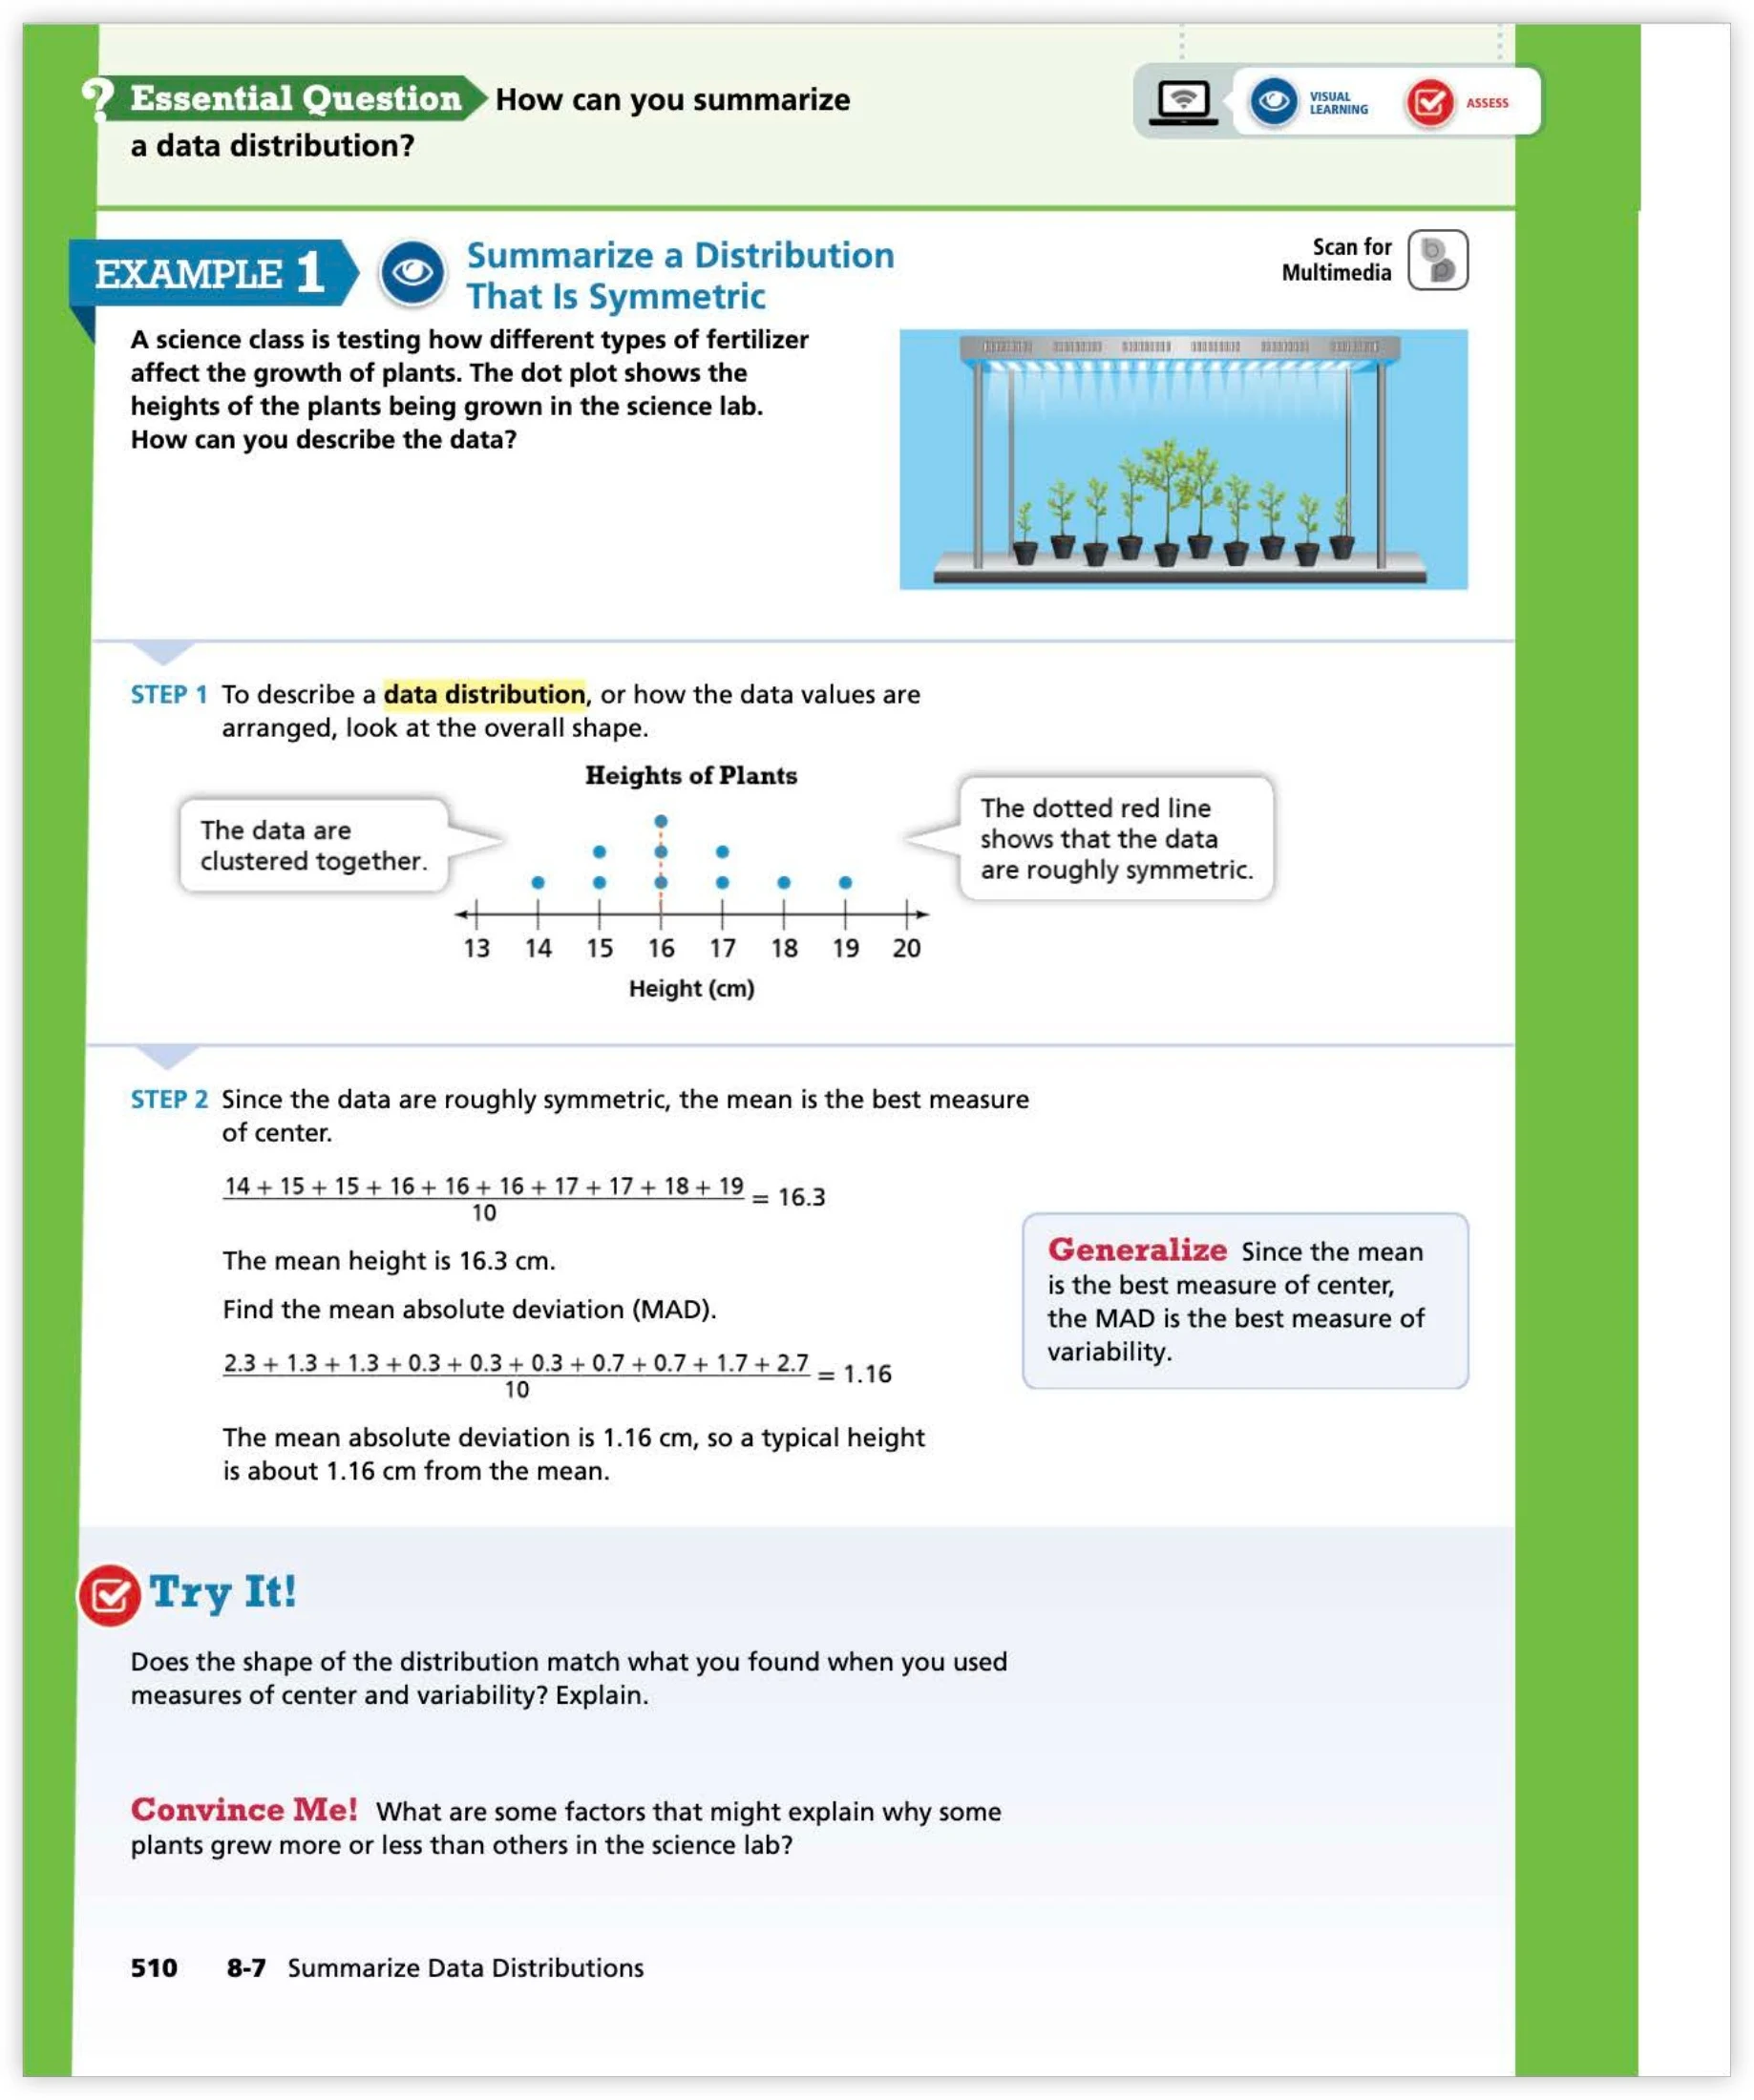 ? Essential Question How can you summarize
a data distribution?
VISUAL
LEARNING
ASSESS
EXAMPLE 1
Summarize a Distribution
That Is Symmetric
Scan for
Multimedia
A science class is testing how different types of fertilizer
affect the growth of plants. The dot plot shows the
heights of the plants being grown in the science lab.
How can you describe the data?
STEP 1 To describe a data distribution, or how the data values are
arranged, look at the overall shape.
Heights of Plants
The data are
clustered together.
The dotted red line
shows that the data
are roughly symmetric.
13 14 15 16 17 18 19 20
Height (cm)
STEP 2 Since the data are roughly symmetric, the mean is the best measure
of center.
14 + 15 + 15 + 16 + 16 + 16 + 17 + 17 + 18 + 19 = 16.3
10
The mean height is 16.3 cm.
Find the mean absolute deviation (MAD).
2.3 + 1.3 + 1.3 + 0.3 + 0.3 + 0.3 + 0.7 + 0.7 + 1.7 + 2.7 = 1.16
10
The mean absolute deviation is 1.16 cm, so a typical height
is about 1.16 cm from the mean.
Generalize Since the mean
is the best measure of center,
the MAD is the best measure of
variability.
Try It!
Does the shape of the distribution match what you found when you used
measures of center and variability? Explain.
Convince Me! What are some factors that might explain why some
plants grew more or less than others in the science lab?
510 8-7 Summarize Data Distributions